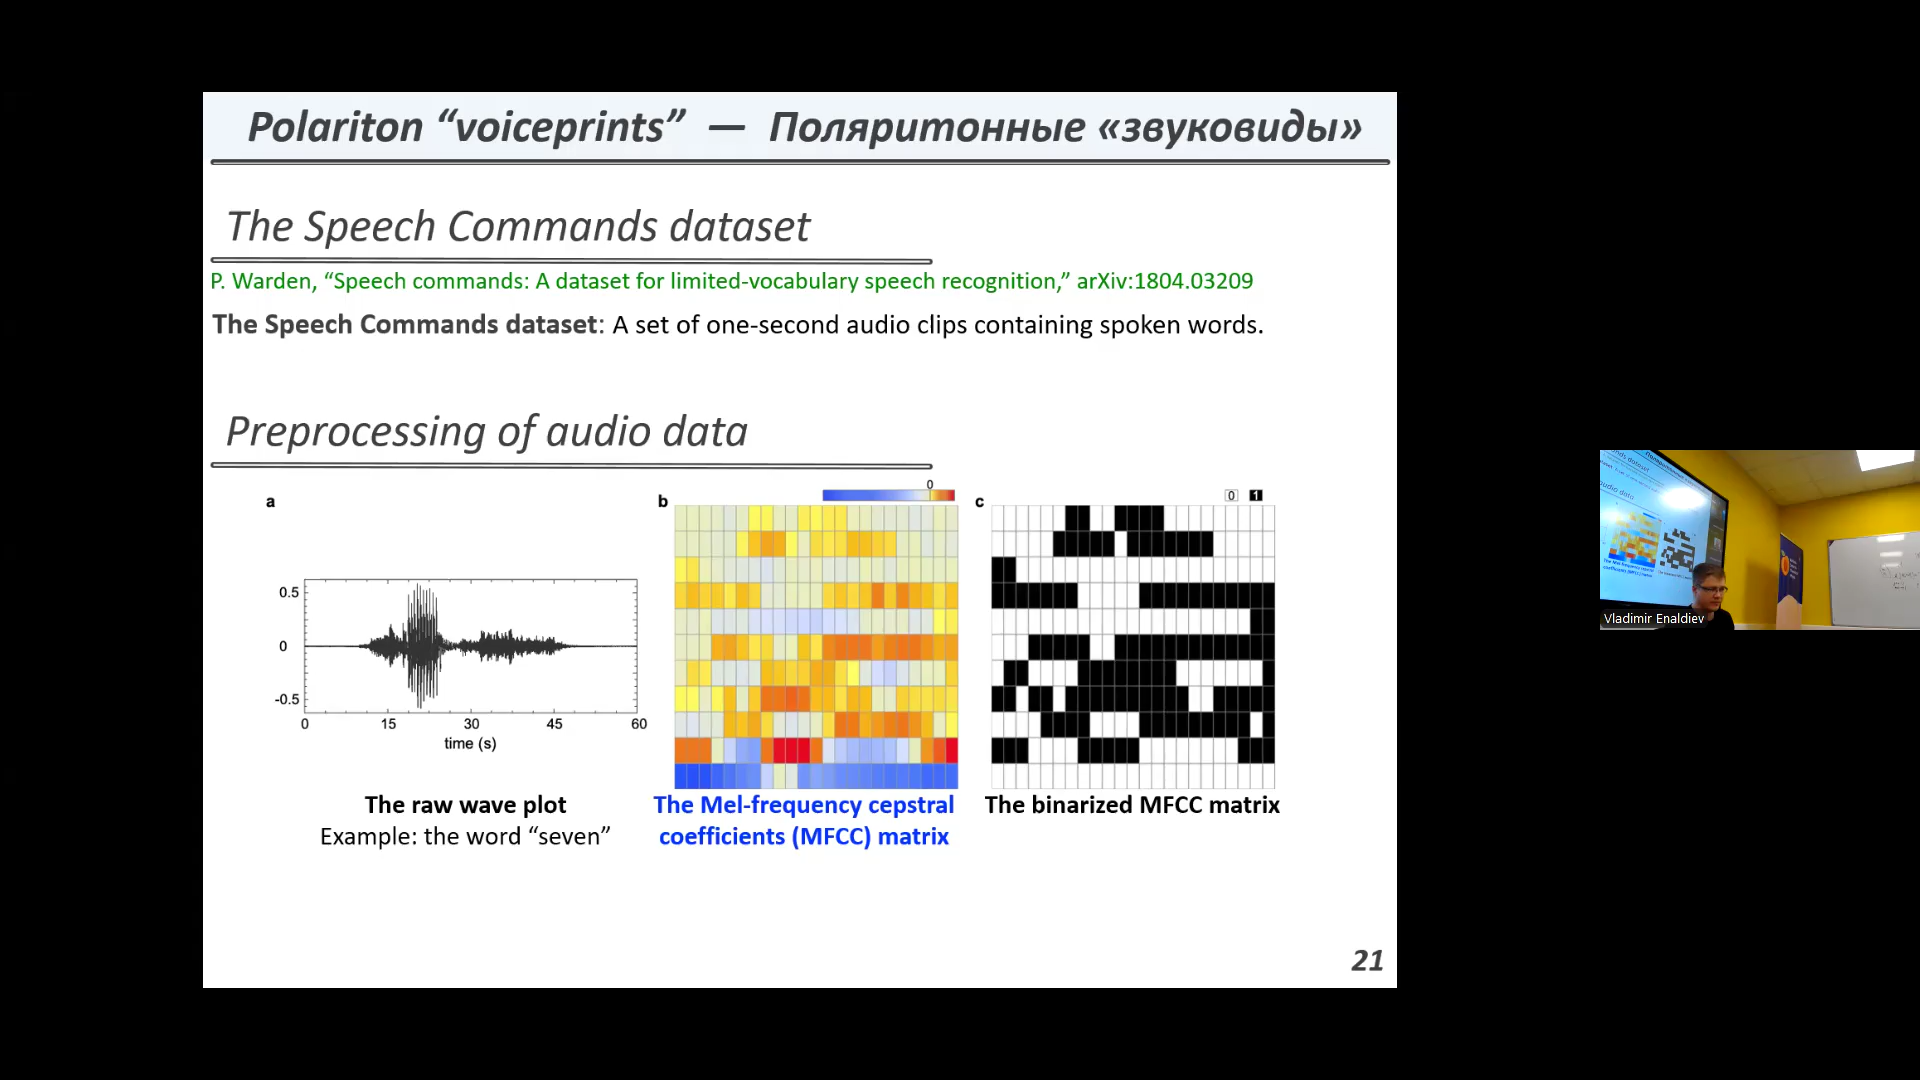 Polariton “voiceprints” — Поляритонные «звуковиды»
The Speech Commands dataset
P. Warden, “Speech commands: A dataset for limited-vocabulary speech recognition,” arXiv:1804.03209
The Speech Commands dataset: A set of one-second audio clips containing spoken words.
Preprocessing of audio data
a
0.5
0
-0.5
0 15 30 45 60
time (s)
The raw wave plot
Example: the word “seven”
b
0
The Mel-frequency cepstral
coefficients (MFCC) matrix
c
0 1
The binarized MFCC matrix
21
Vladimir Enaldiev